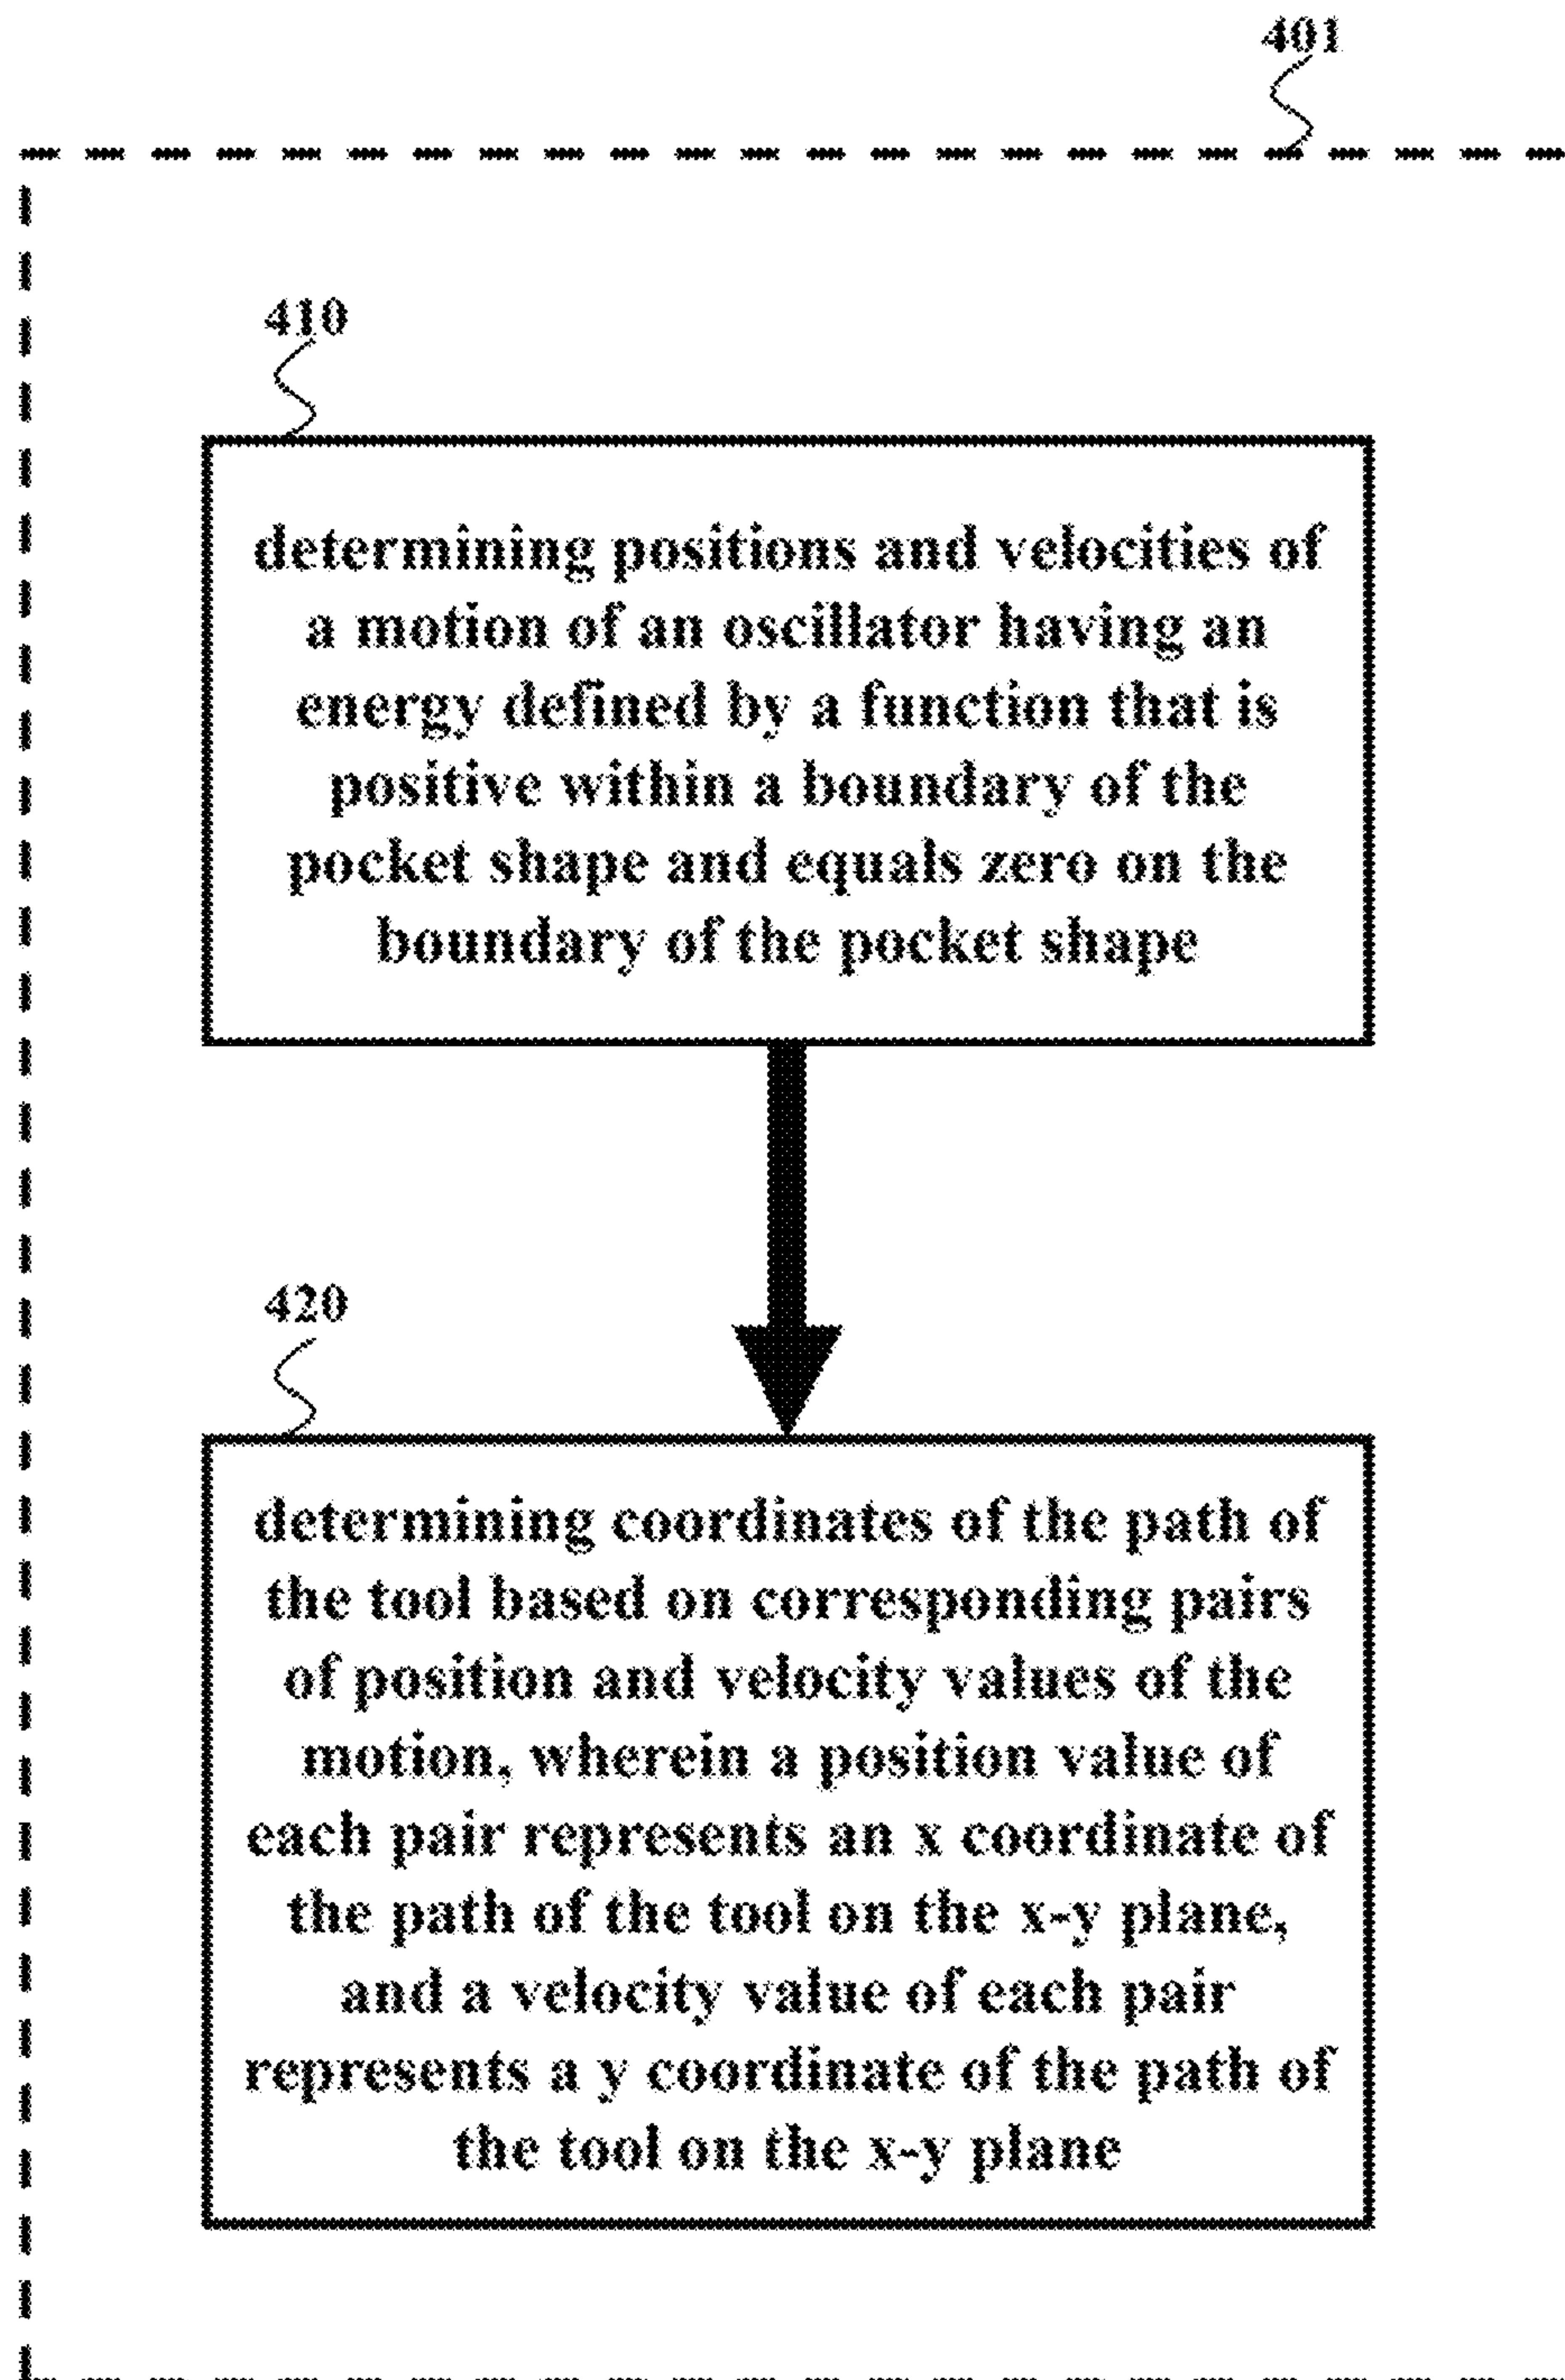 401
410
determining positions and velocities of
a motion of an oscillator having an
energy defined by a function that is
positive within a boundary of the
pocket shape and equals zero on the
boundary of the pocket shape
420
determining coordinates of the path of
the tool based on corresponding pairs
of position and velocity values of the
motion, wherein a position value of
each pair represents an x coordinate of
the path of the tool on the x-y plane,
and a velocity value of each pair
represents a y coordinate of the path of
the tool on the x-y plane